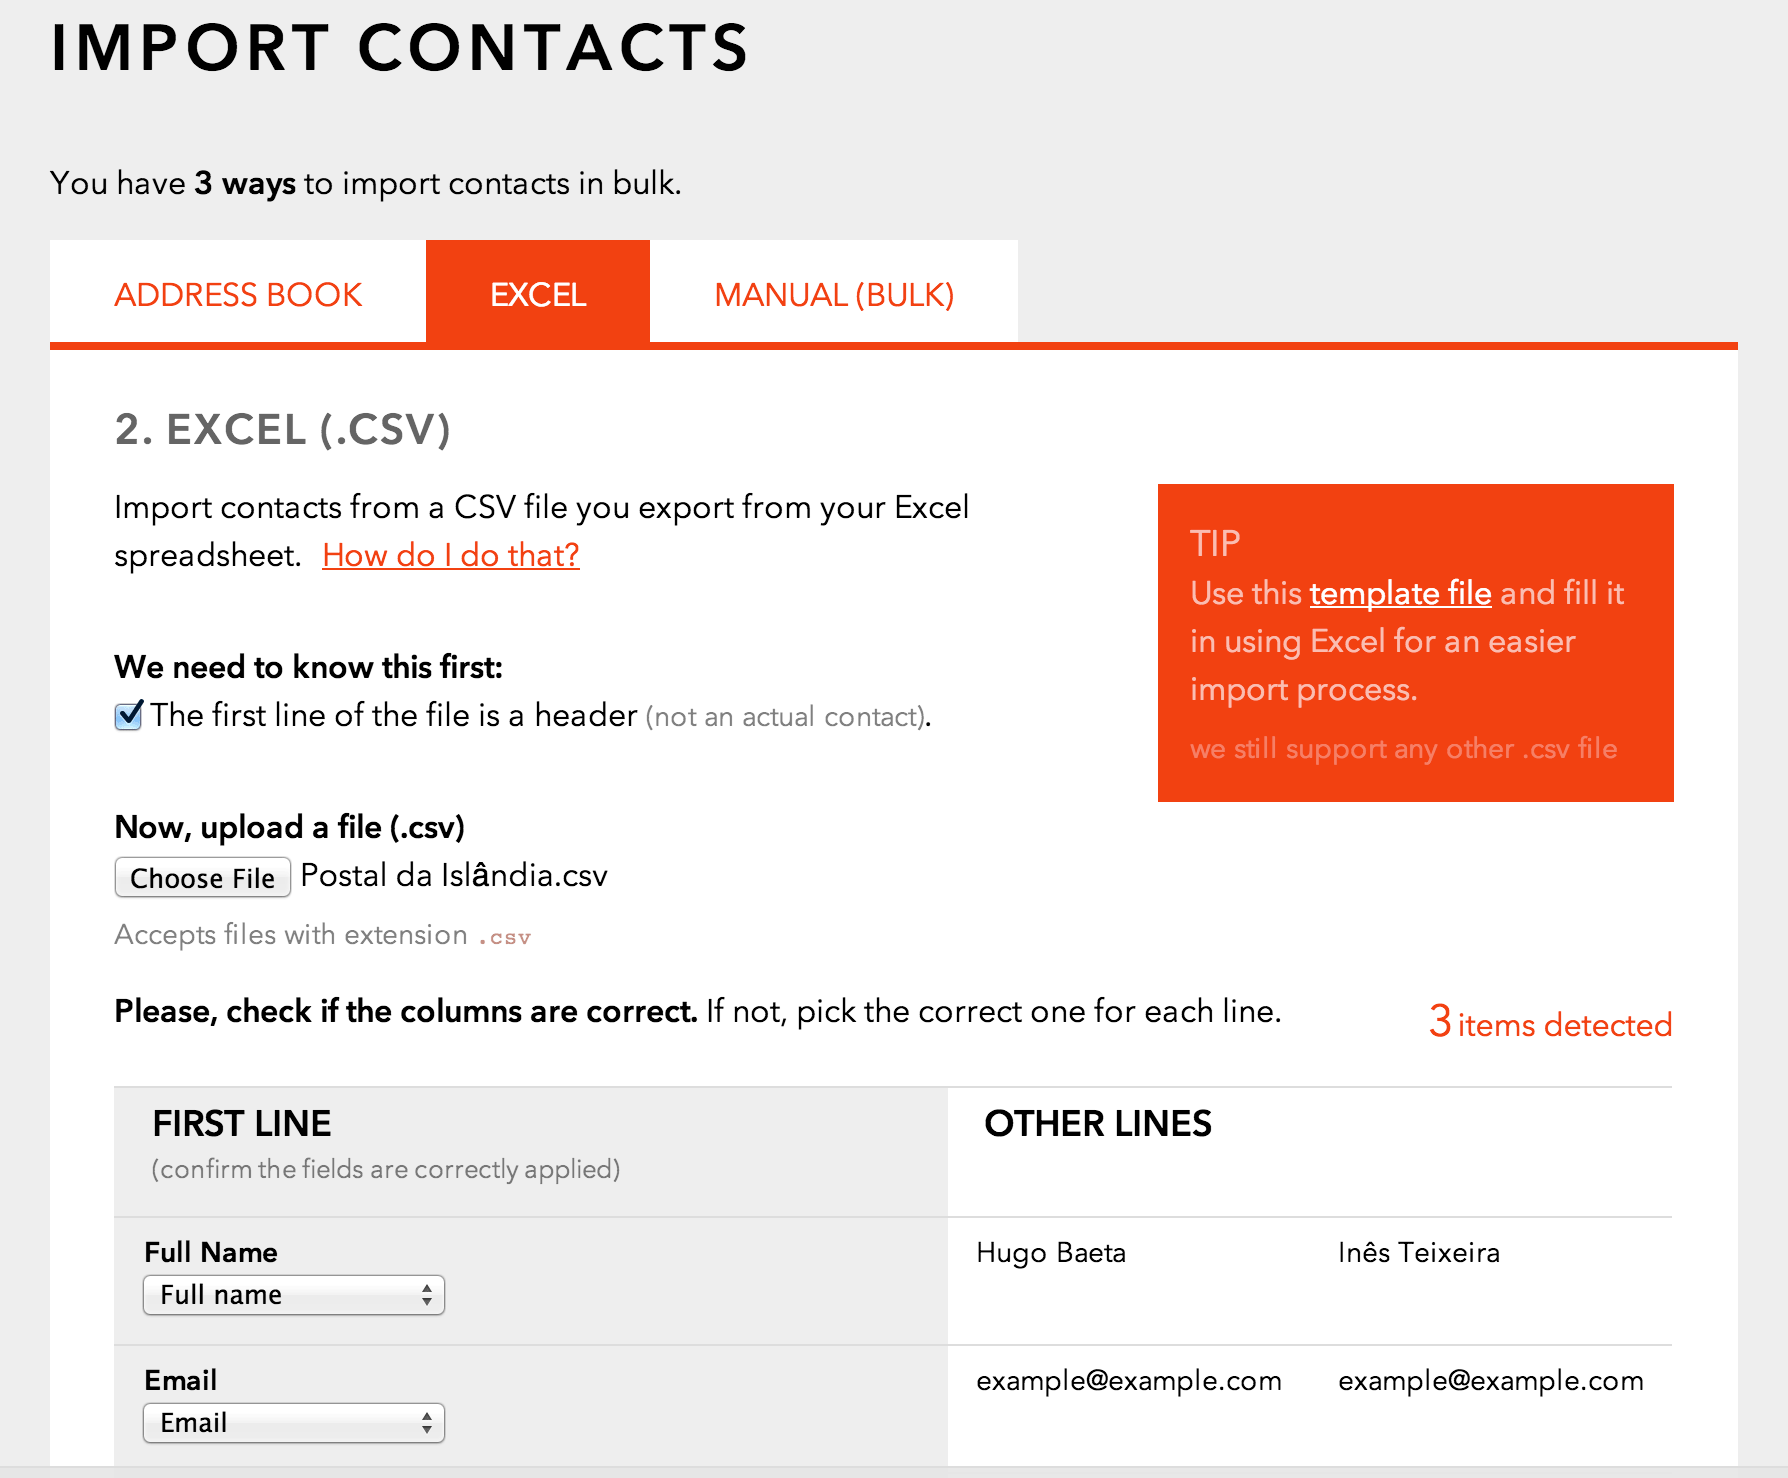 IMPORT CONTACTS
You have 3 ways to import contacts in bulk.
ADDRESS BOOK
EXCEL
MANUAL (BULK)
2. EXCEL (.CSV)
Import contacts from a CSV file you export from your Excel
spreadsheet. How do I do that?
TIP
Use this template file and fill it
in using Excel for an easier
import process.
we still support any other .csv file
We need to know this first:
The first line of the file is a header (not an actual contact).
Now, upload a file (.csv)
Choose File Postal da Islândia.csv
Accepts files with extension .csv
Please, check if the columns are correct. If not, pick the correct one for each line.
3 items detected
FIRST LINE
(confirm the fields are correctly applied)
OTHER LINES
Full Name
Full name
Hugo Baeta
Inês Teixeira
Email
Email
example@example.com
example@example.com